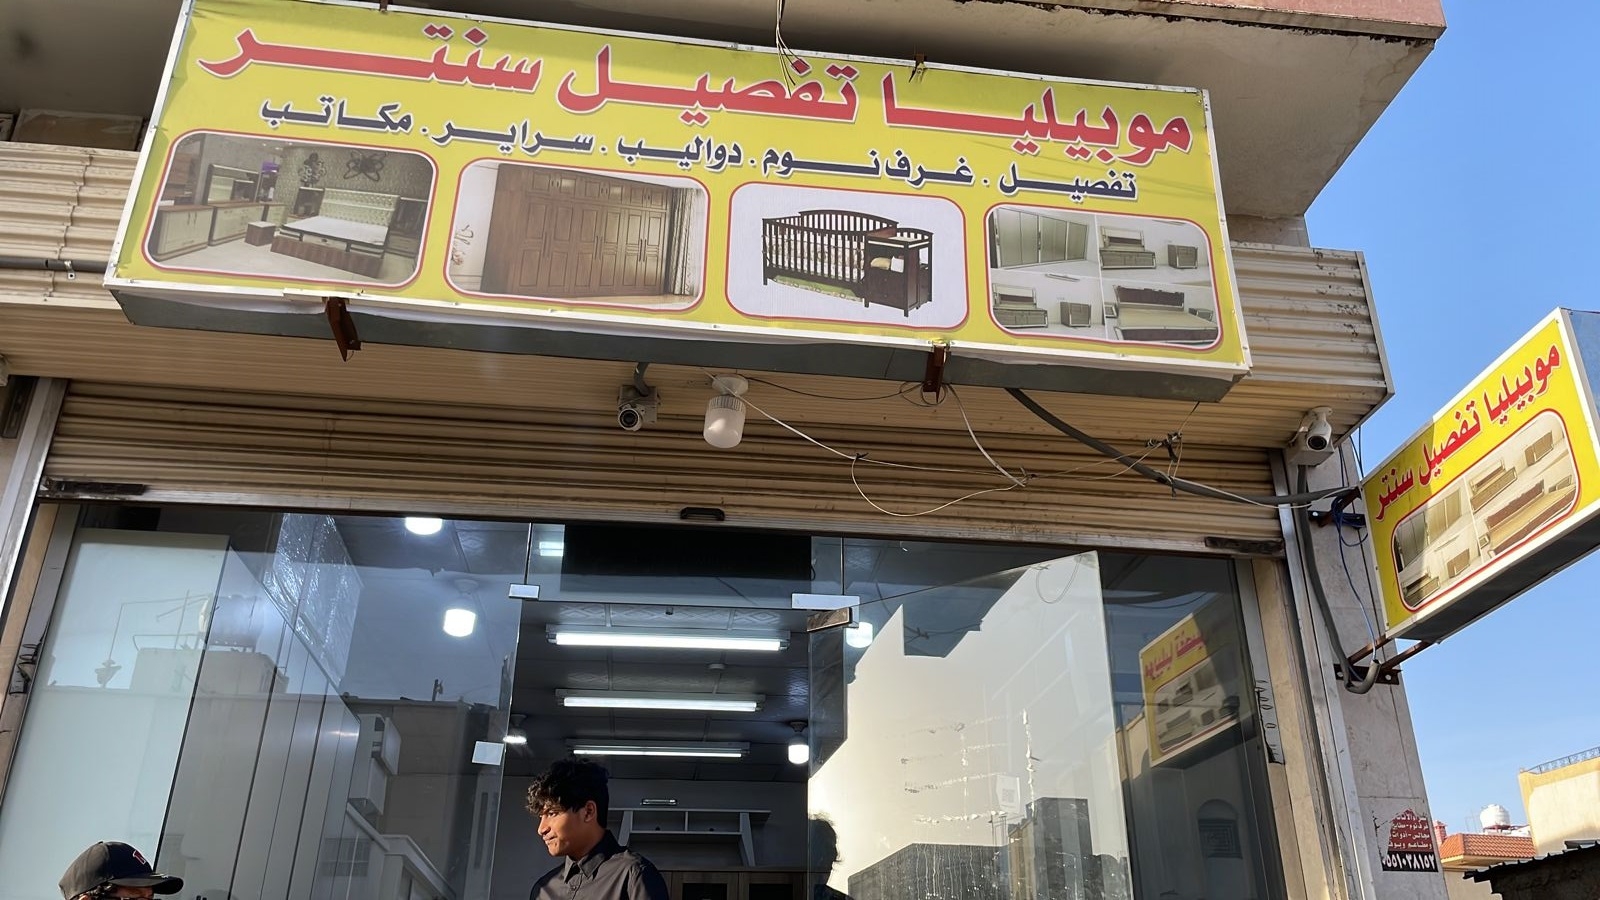 موبيليا تفصيل سنتر
تفصيل . غرف نوم . دواليب . سراير . مكاتب
موبيليا تفصيل سنتر